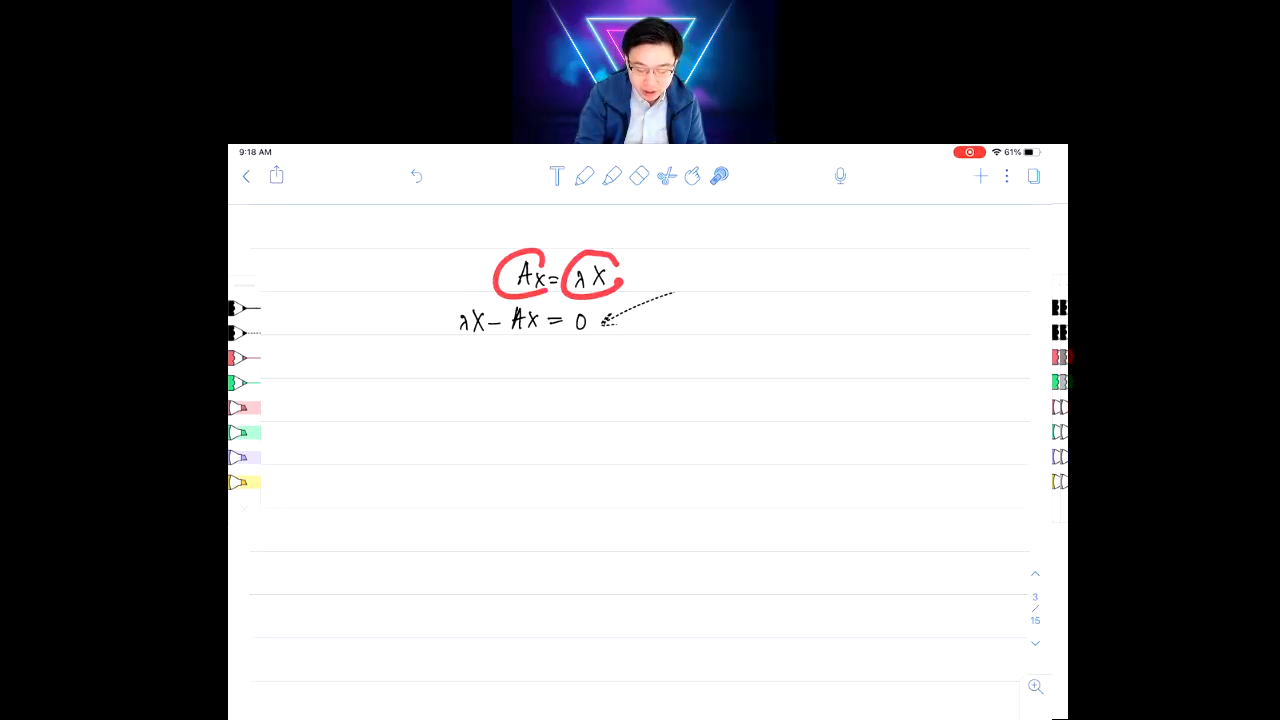 9:18 AM
61%
T
Ax = λX
λX − AX = 0
3
/
15